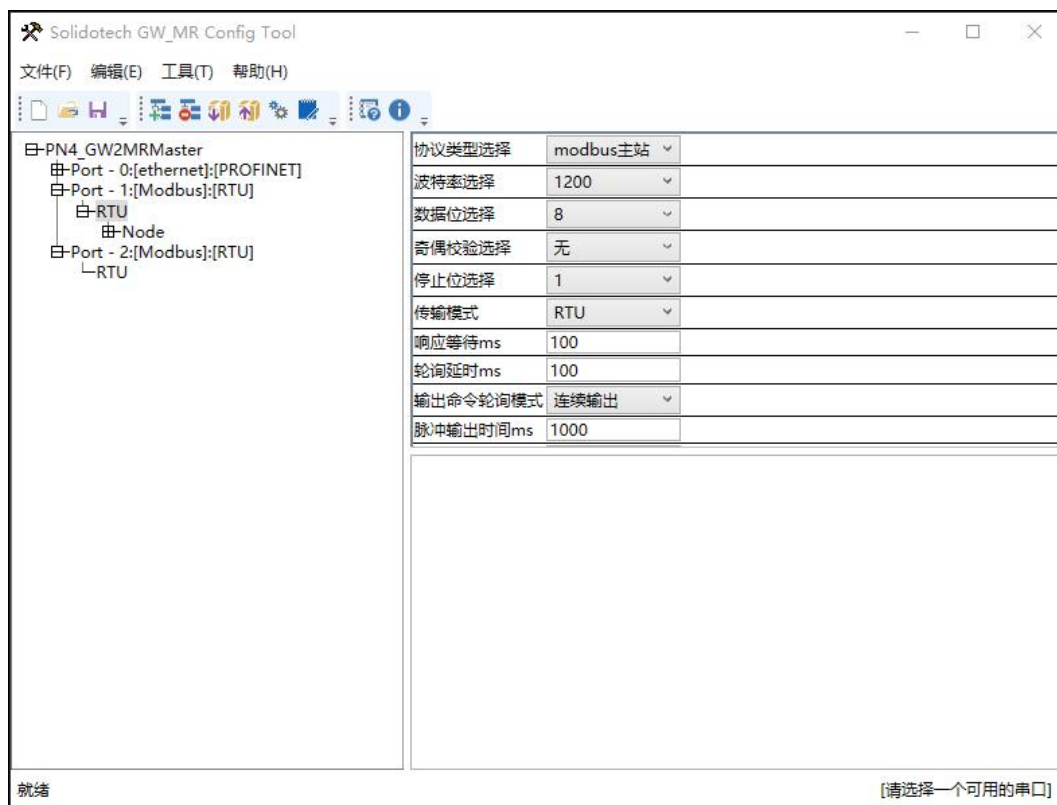 Solidotech GW_MR Config Tool
文件(F) 编辑(E) 工具(T) 帮助(H)
PN4_GW2MRMaster
Port - 0:[ethernet]:[PROFINET]
Port - 1:[Modbus]:[RTU]
RTU
Node
Port - 2:[Modbus]:[RTU]
RTU
协议类型选择 modbus主站
波特率选择 1200
数据位选择 8
奇偶校验选择 无
停止位选择 1
传输模式 RTU
响应等待ms 100
轮询延时ms 100
输出命令轮询模式 连续输出
脉冲输出时间ms 1000
就绪 [请选择一个可用的串口]